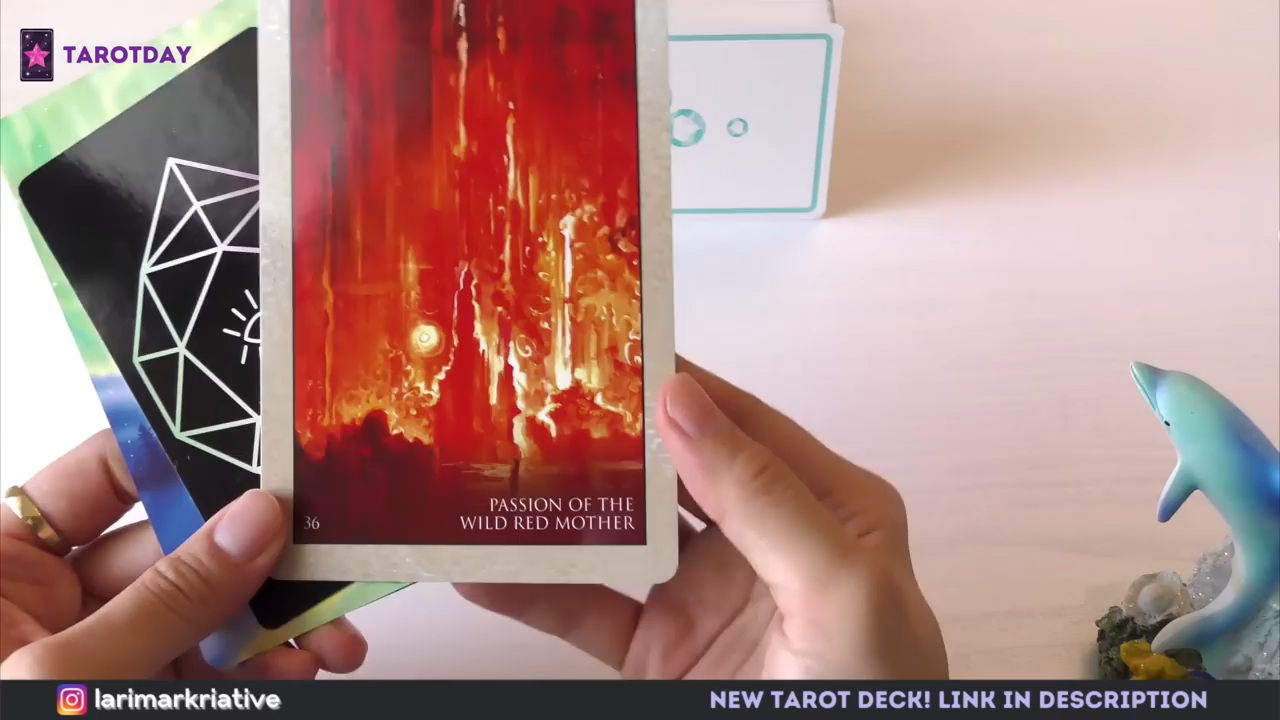 TAROTDAY
36
PASSION OF THE
WILD RED MOTHER
larimarkriative
NEW TAROT DECK! LINK IN DESCRIPTION